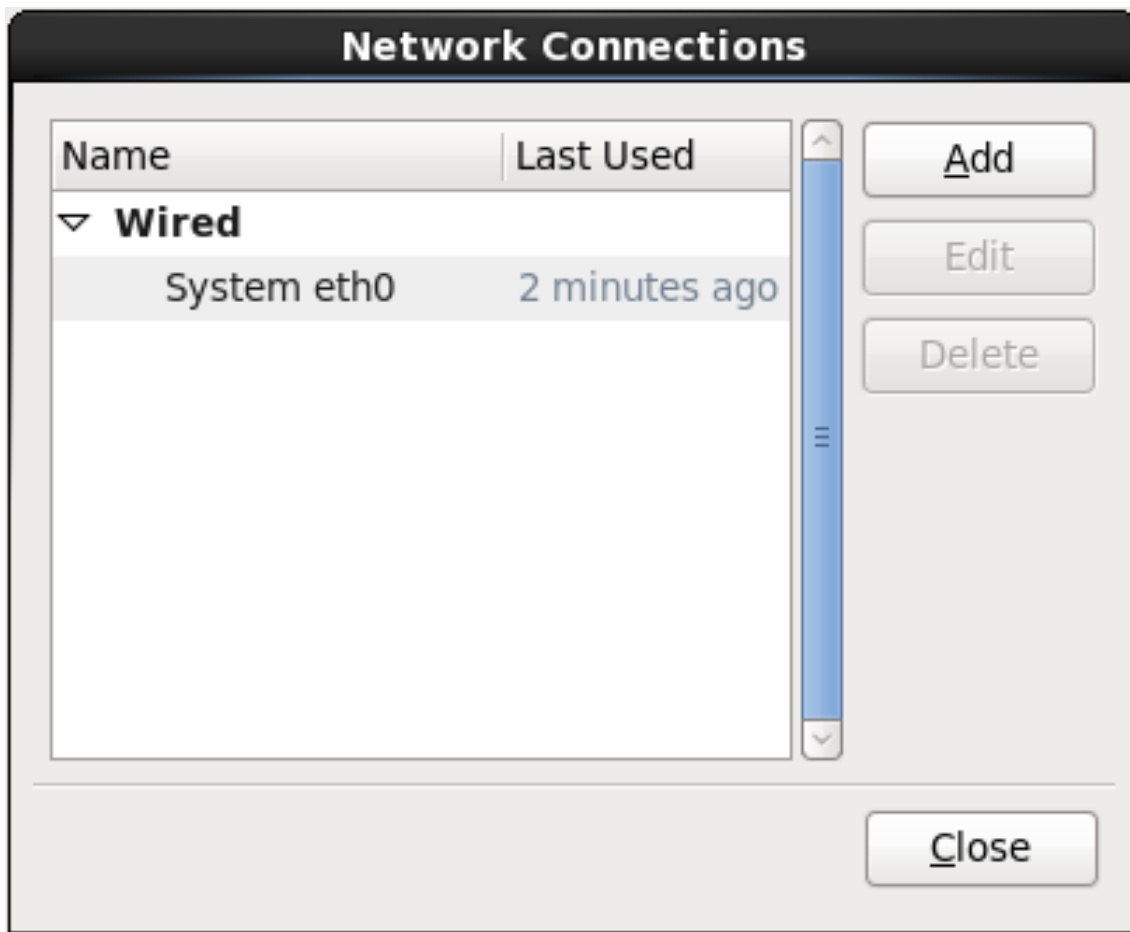 Network Connections
Name Last Used
Wired
System eth0 2 minutes ago
Add
Edit
Delete
Close